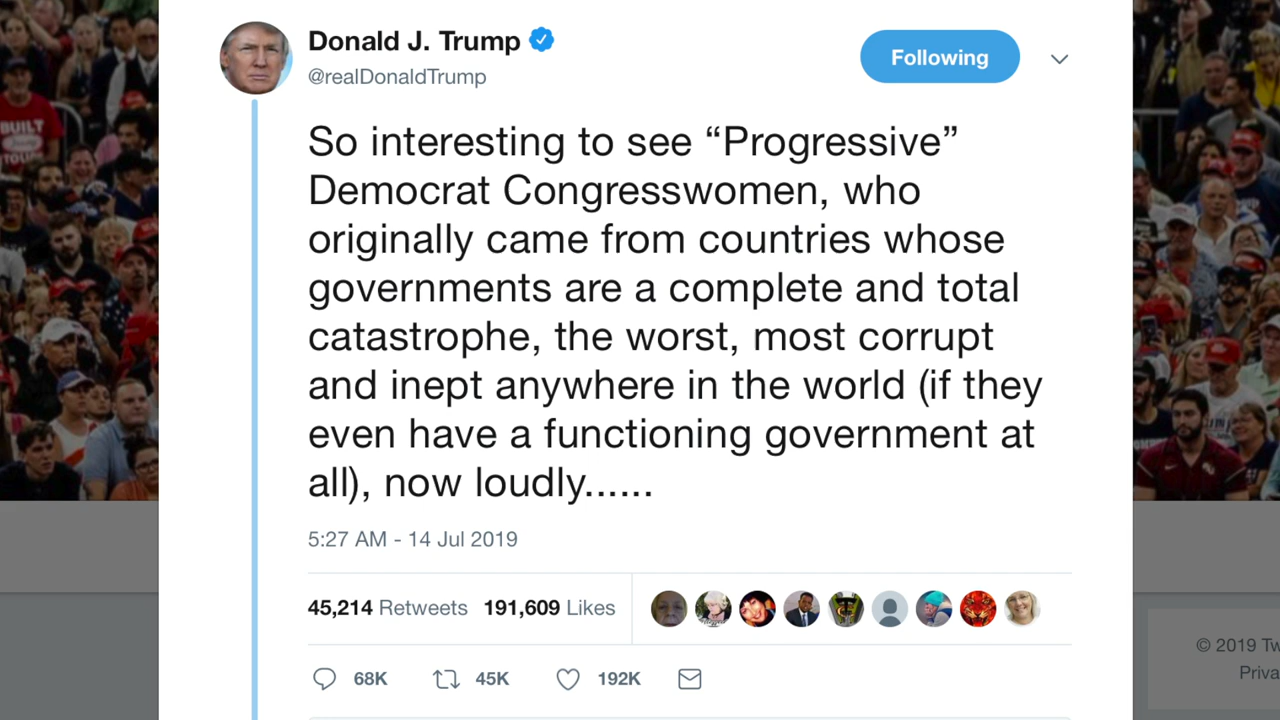 Donald J. Trump
@realDonaldTrump
Following
So interesting to see “Progressive”
Democrat Congresswomen, who
originally came from countries whose
governments are a complete and total
catastrophe, the worst, most corrupt
and inept anywhere in the world (if they
even have a functioning government at
all), now loudly......
5:27 AM - 14 Jul 2019
45,214 Retweets 191,609 Likes
68K 45K 192K
BUILT
© 2019 Tw
Priva